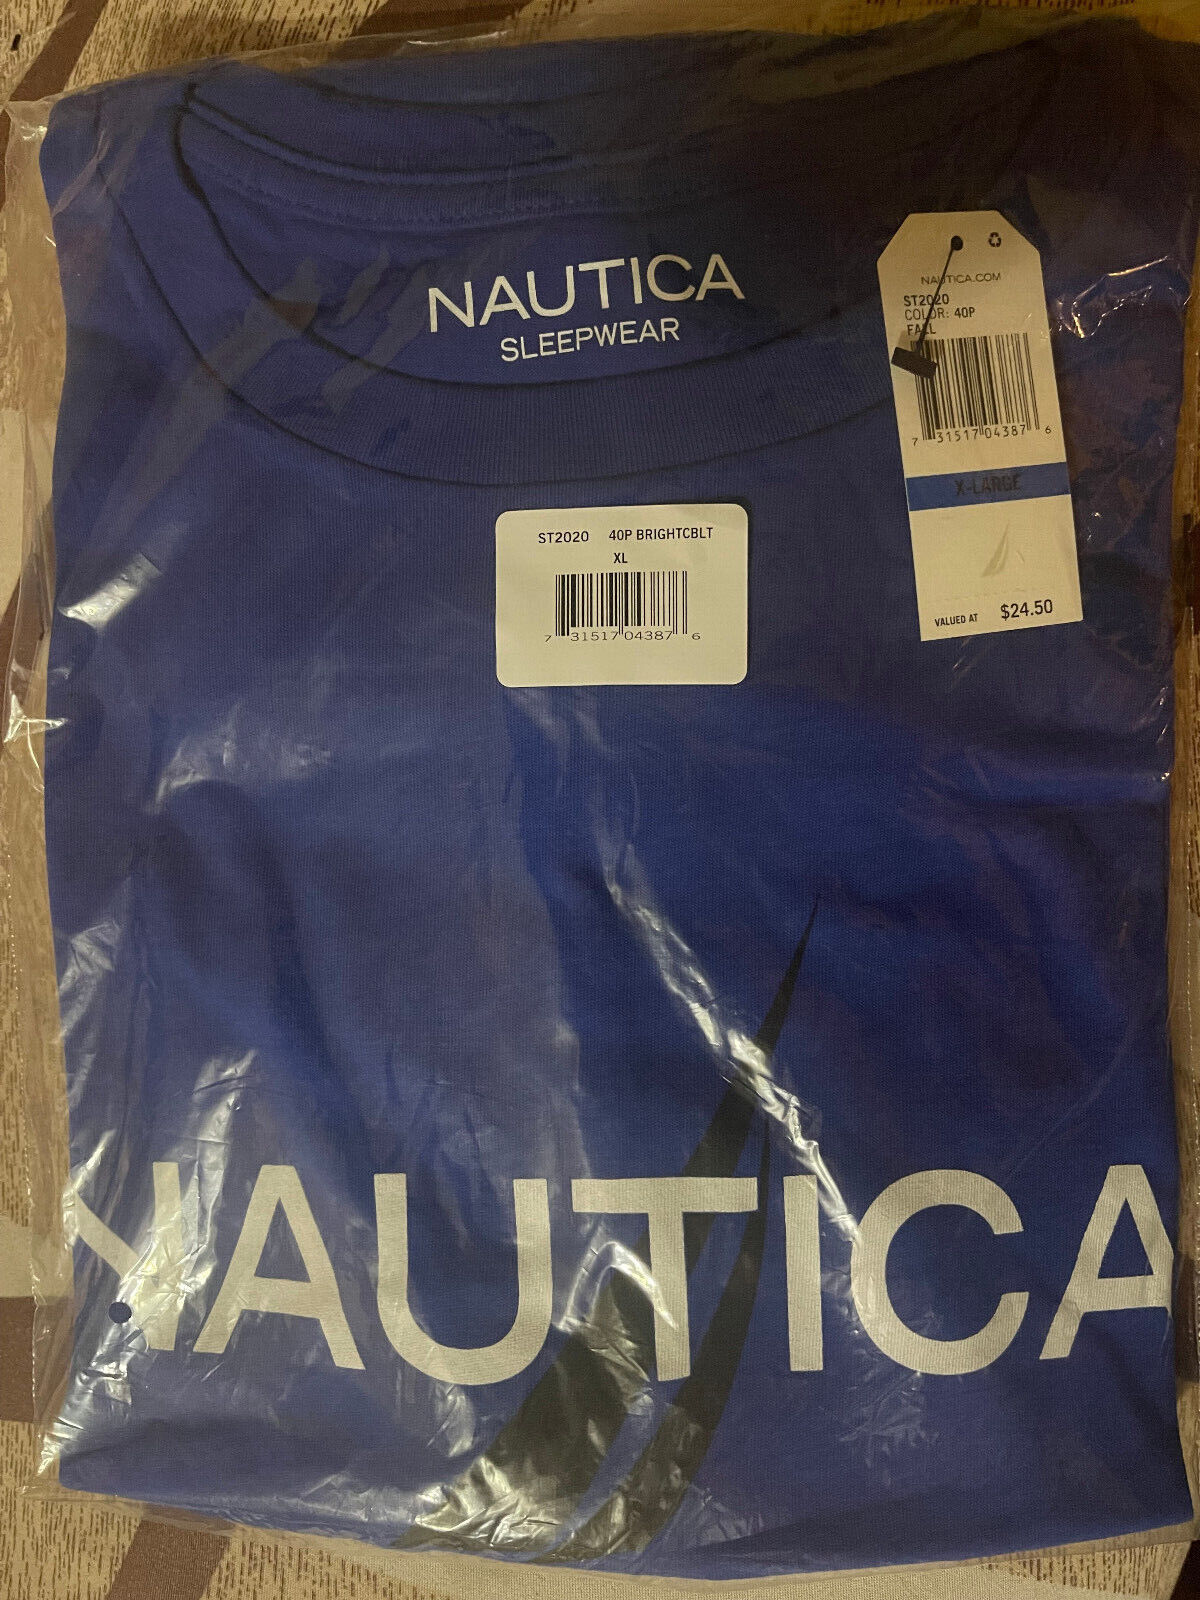 NAUTICA
SLEEPWEAR
NAUTICA.COM
ST2020
COLOR: 40P
FALL
7 31517 04387 6
X-LARGE
VALUED AT $24.50
ST2020 40P BRIGHTCBLT
XL
7 31517 04387 6
NAUTICA